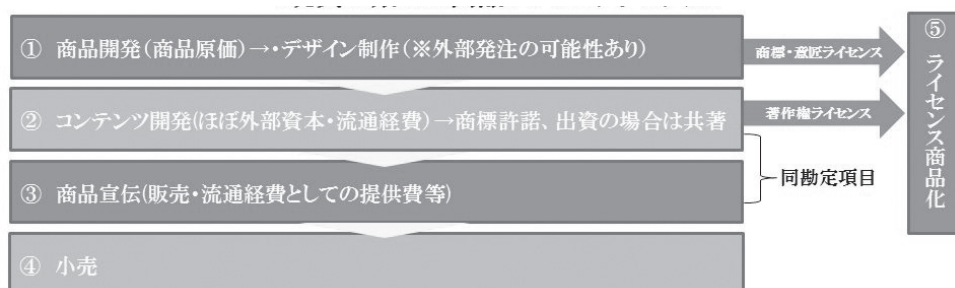 ① 商品開発(商品原価)→・デザイン制作(※外部発注の可能性あり)
商標・意匠ライセンス
② コンテンツ開発(ほぼ外部資本・流通経費)→商標許諾、出資の場合は共著
著作権ライセンス
③ 商品宣伝(販売・流通経費としての提供費等)
同勘定項目
④ 小売
⑤ ライセンス商品化